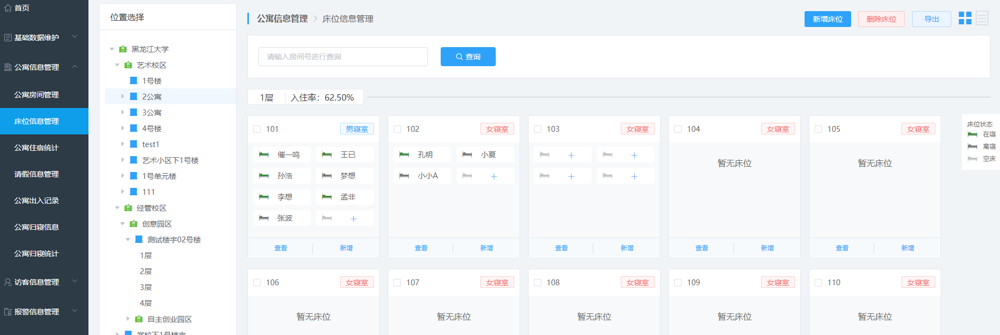 首页
基础数据维护
公寓信息管理
公寓房间管理
床位信息管理
公寓住宿统计
请假信息管理
公寓出入记录
公寓归寝信息
公寓归寝统计
访客信息管理
报警信息管理
位置选择
黑龙江大学
艺术校区
1号楼
2公寓
3公寓
4号楼
test1
艺术小区下1号楼
1号单元楼
111
经管校区
创意园区
测试楼宇02号楼
1层
2层
3层
4层
自主创业园区
学校下1号楼宇
公寓信息管理 > 床位信息管理
新增床位 删除床位 导出
请输入房间号进行查询 查询
1层 入住率：62.50%
101 男寝室
催一鸣 王已
孙浩 梦想
李想 孟非
张波 +
查看 新增
102 女寝室
孔明 小夏
小小A +
查看 新增
103 女寝室
+ +
+ +
查看 新增
104 女寝室
暂无床位
查看 新增
105 女寝室
暂无床位
查看 新增
床位状态
在寝
离寝
空床
106 女寝室
暂无床位
107 女寝室
暂无床位
108 女寝室
暂无床位
109 女寝室
暂无床位
110 女寝室
暂无床位